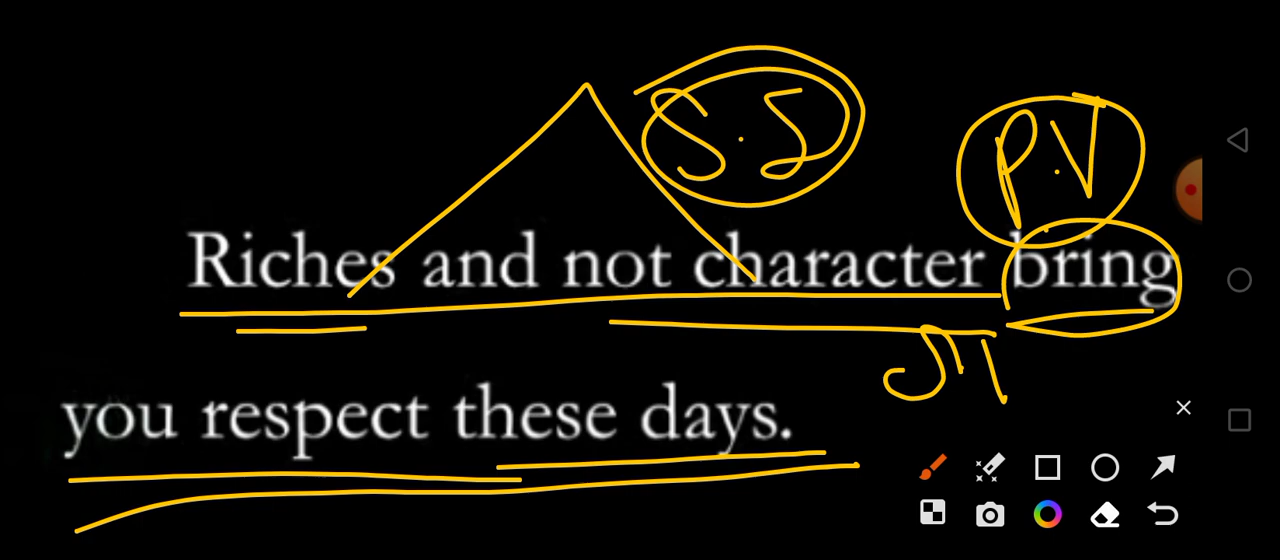 S.S
P.V
Riches and not character bring
you respect these days.